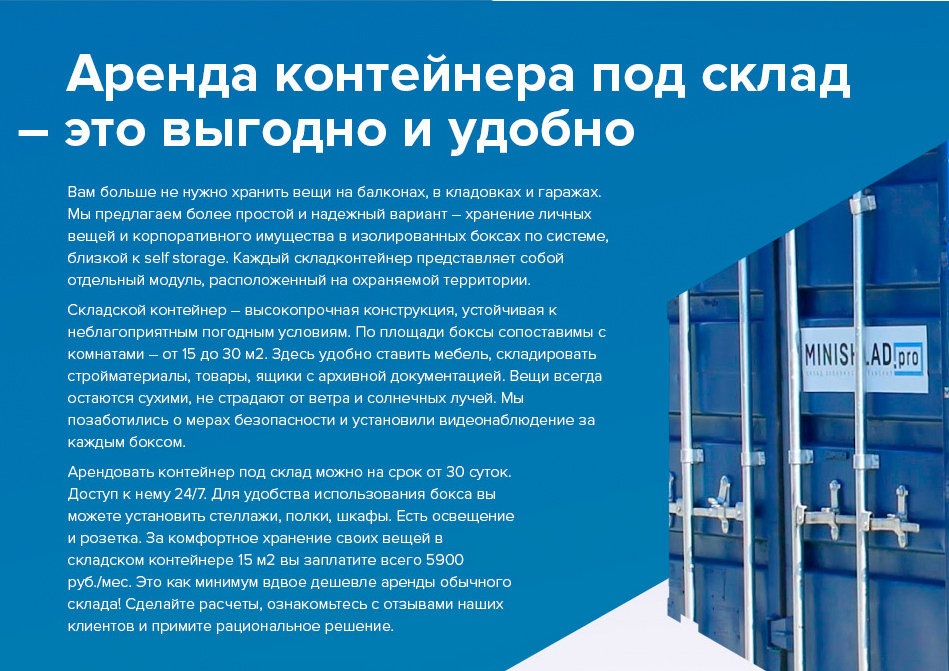 Аренда контейнера под склад
– это выгодно и удобно
Вам больше не нужно хранить вещи на балконах, в кладовках и гаражах.
Мы предлагаем более простой и надежный вариант – хранение личных
вещей и корпоративного имущества в изолированных боксах по системе,
близкой к self storage. Каждый складконтейнер представляет собой
отдельный модуль, расположенный на охраняемой территории.
Складской контейнер – высокопрочная конструкция, устойчивая к
неблагоприятным погодным условиям. По площади боксы сопоставимы с
комнатами – от 15 до 30 м2. Здесь удобно ставить мебель, складировать
стройматериалы, товары, ящики с архивной документацией. Вещи всегда
остаются сухими, не страдают от ветра и солнечных лучей. Мы
позаботились о мерах безопасности и установили видеонаблюдение за
каждым боксом.
Арендовать контейнер под склад можно на срок от 30 суток.
Доступ к нему 24/7. Для удобства использования бокса вы
можете установить стеллажи, полки, шкафы. Есть освещение
и розетка. За комфортное хранение своих вещей в
складском контейнере 15 м2 вы заплатите всего 5900
руб./мес. Это как минимум вдвое дешевле аренды обычного
склада! Сделайте расчеты, ознакомьтесь с отзывами наших
клиентов и примите рациональное решение.
MINISKLAD.pro